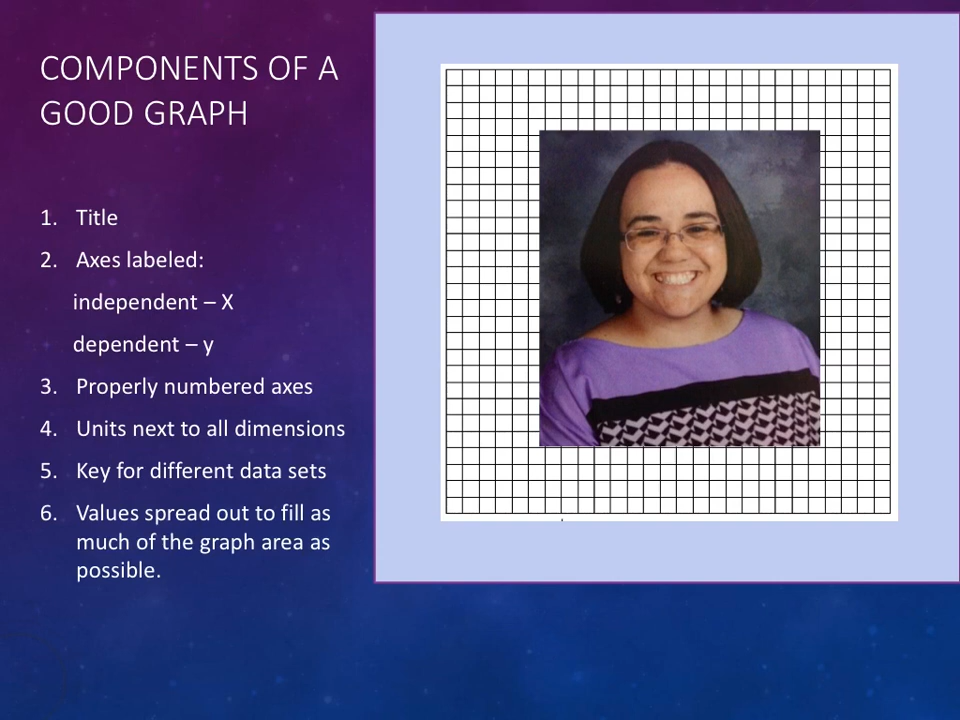 COMPONENTS OF A
GOOD GRAPH
1. Title
2. Axes labeled:
independent – X
dependent – y
3. Properly numbered axes
4. Units next to all dimensions
5. Key for different data sets
6. Values spread out to fill as
much of the graph area as
possible.